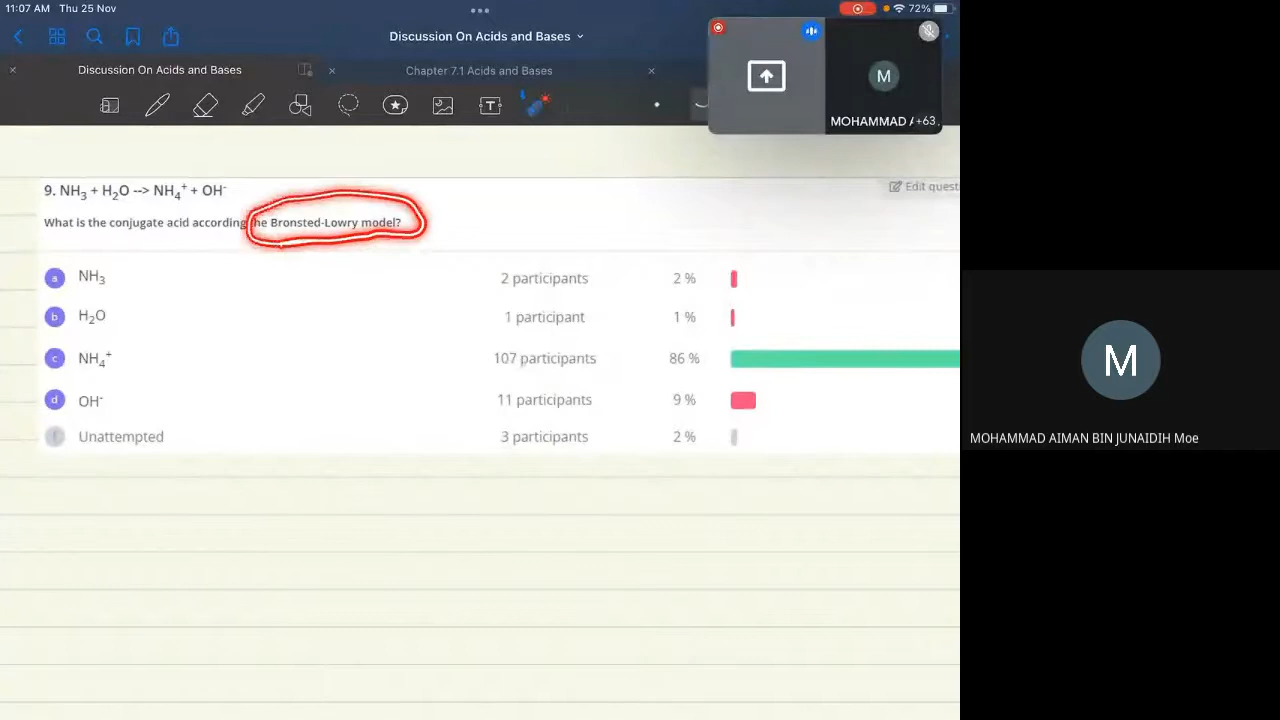 11:07 AM Thu 25 Nov
72%
Discussion On Acids and Bases
Discussion On Acids and Bases
Chapter 7.1 Acids and Bases
T
M
MOHAMMAD A +63
9. NH₃ + H₂O --> NH₄⁺ + OH⁻
Edit quest
What is the conjugate acid according the Bronsted-Lowry model?
a NH₃ 2 participants 2 %
b H₂O 1 participant 1 %
c NH₄⁺ 107 participants 86 %
d OH⁻ 11 participants 9 %
Unattempted 3 participants 2 %
M
MOHAMMAD AIMAN BIN JUNAIDIH Moe